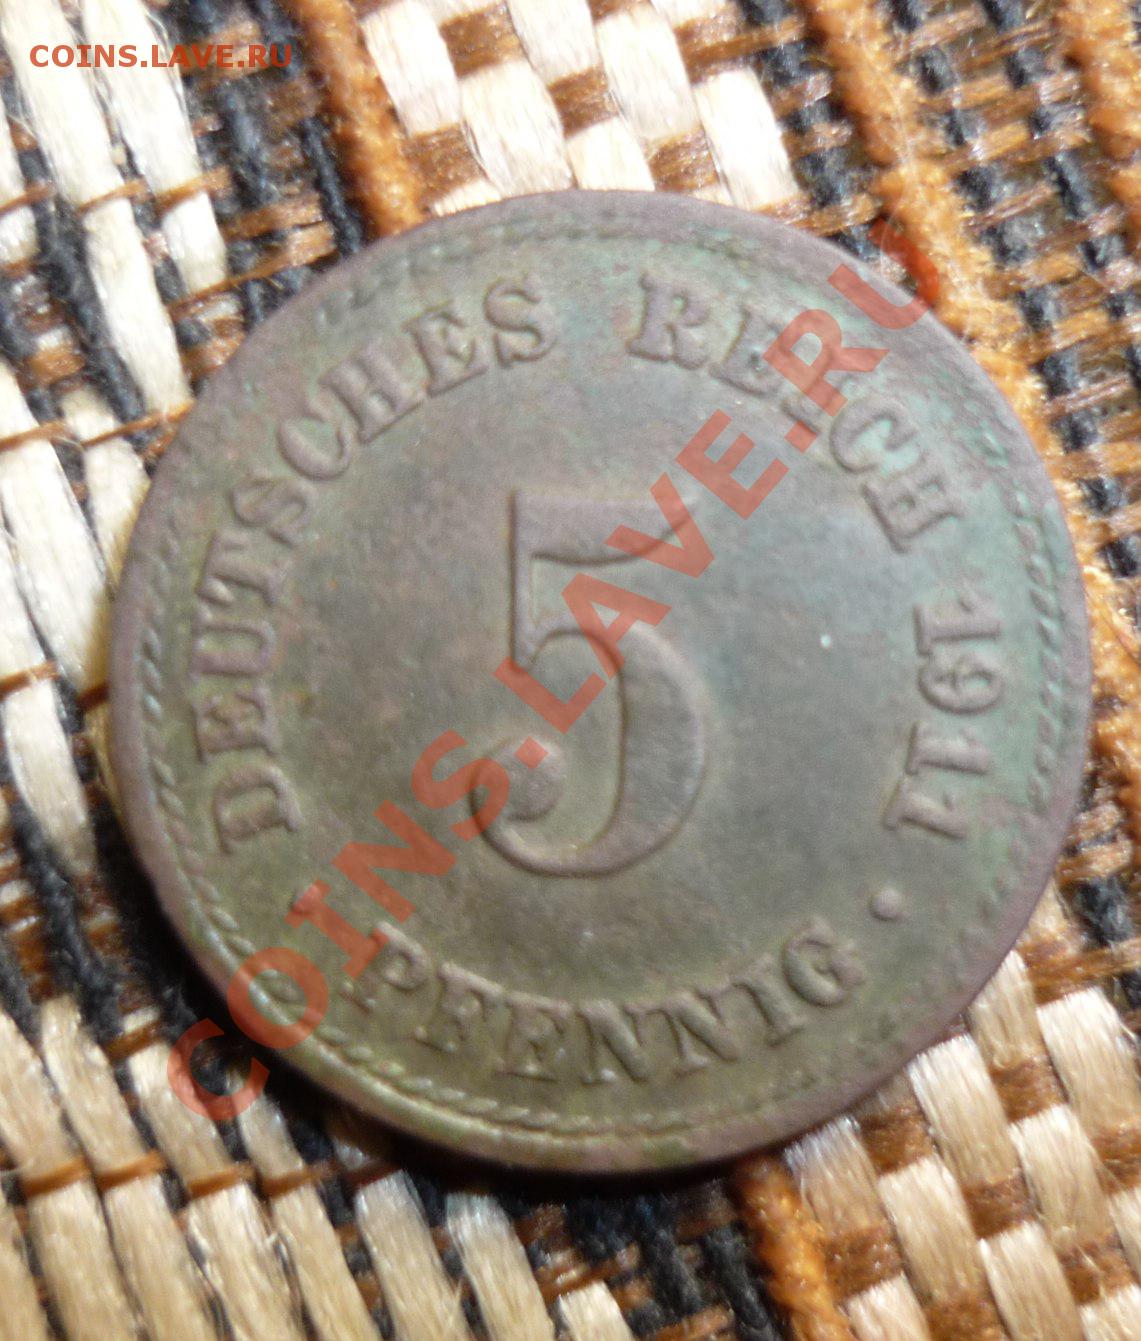 COINS.LAVE.RU
DEUTSCHES REICH 1911 •
5
PFENNIG
COINS.LAVE.RU